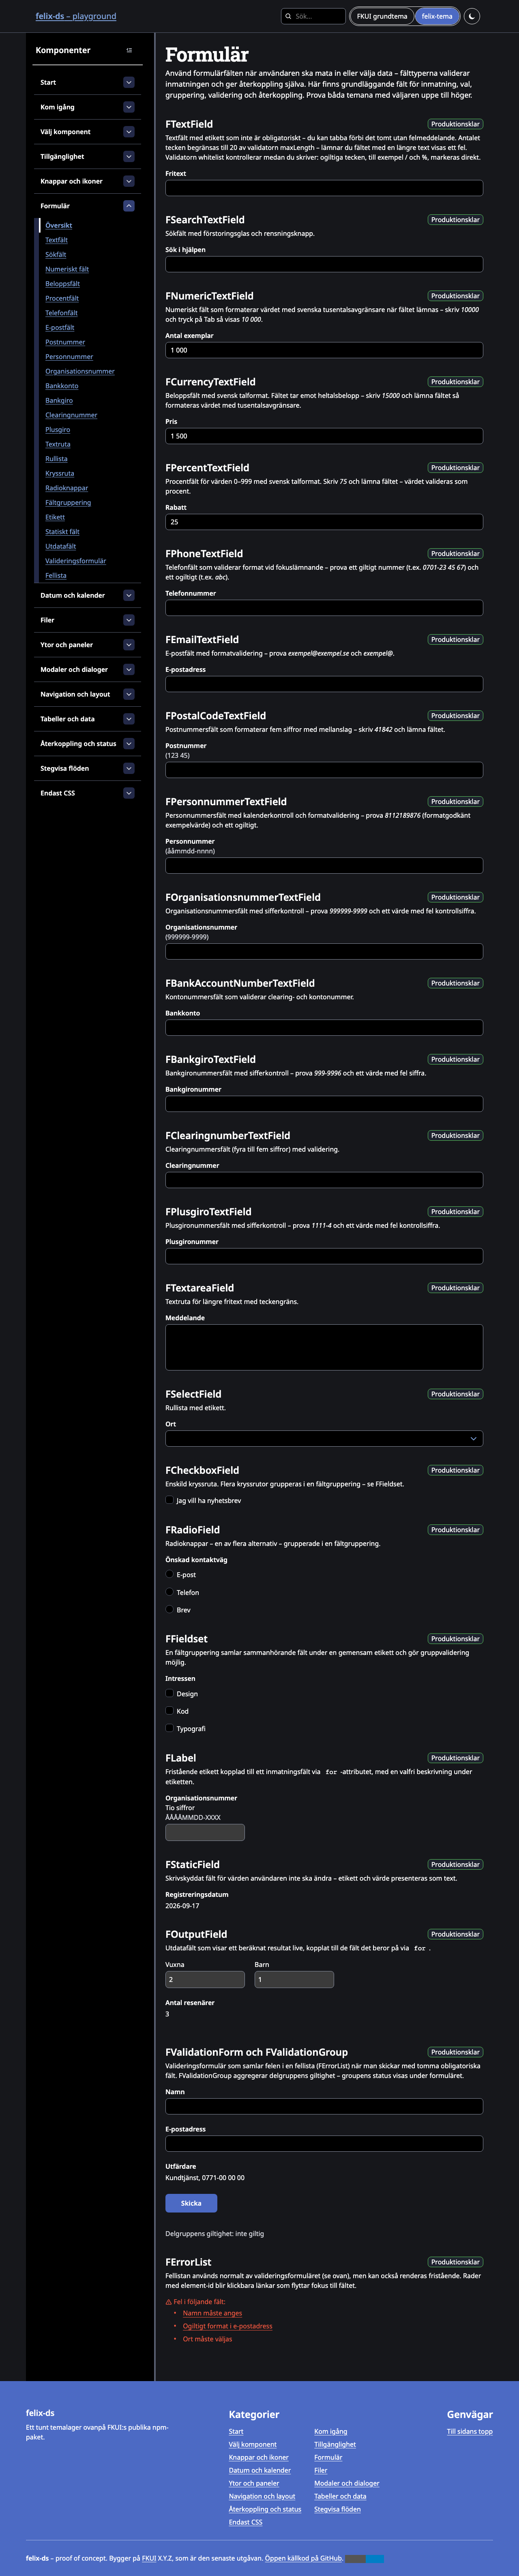 felix-ds – playground
Sök...
FKUI grundtema
felix-tema
Komponenter
Start
Kom igång
Välj komponent
Tillgänglighet
Knappar och ikoner
Formulär
Översikt
Textfält
Sökfält
Numeriskt fält
Beloppsfält
Procentfält
Telefonfält
E-postfält
Postnummer
Personnummer
Organisationsnummer
Bankkonto
Bankgiro
Clearingnummer
Plusgiro
Textruta
Rullista
Kryssruta
Radioknappar
Fältgruppering
Etikett
Statiskt fält
Utdatafält
Valideringsformulär
Fellista
Datum och kalender
Filer
Ytor och paneler
Modaler och dialoger
Navigation och layout
Tabeller och data
Återkoppling och status
Stegvisa flöden
Endast CSS
Formulär
Använd formulärfälten när användaren ska mata in eller välja data – fälttyperna validerar
inmatningen och ger återkoppling själva. Här finns grundläggande fält för inmatning, val,
gruppering, validering och återkoppling. Prova båda temana med väljaren uppe till höger.
FTextField
Produktionsklar
Textfält med etikett som inte är obligatoriskt – du kan tabba förbi det tomt utan felmeddelande. Antalet
tecken begränsas till 20 av validatorn maxLength – lämnar du fältet med en längre text visas ett fel.
Validatorn whitelist kontrollerar medan du skriver: ogiltiga tecken, till exempel / och %, markeras direkt.
Fritext
FSearchTextField
Produktionsklar
Sökfält med förstoringsglas och rensningsknapp.
Sök i hjälpen
FNumericTextField
Produktionsklar
Numeriskt fält som formaterar värdet med svenska tusentalsavgränsare när fältet lämnas – skriv 10000
och tryck på Tab så visas 10 000.
Antal exemplar
1 000
FCurrencyTextField
Produktionsklar
Beloppsfält med svensk talformat. Fältet tar emot heltalsbelopp – skriv 15000 och lämna fältet så
formateras värdet med tusentalsavgränsare.
Pris
1 500
FPercentTextField
Produktionsklar
Procentfält för värden 0–999 med svensk talformat. Skriv 75 och lämna fältet – värdet valideras som
procent.
Rabatt
25
FPhoneTextField
Produktionsklar
Telefonfält som validerar format vid fokuslämnande – prova ett giltigt nummer (t.ex. 0701-23 45 67) och
ett ogiltigt (t.ex. abc).
Telefonnummer
FEmailTextField
Produktionsklar
E-postfält med formatvalidering – prova exempel@exempel.se och exempel@.
E-postadress
FPostalCodeTextField
Produktionsklar
Postnummersfält som formaterar fem siffror med mellanslag – skriv 41842 och lämna fältet.
Postnummer
(123 45)
FPersonnummerTextField
Produktionsklar
Personnummersfält med kalenderkontroll och formatvalidering – prova 8112189876 (formatgodkänt
exempelvärde) och ett ogiltigt.
Personnummer
(ååmmdd-nnnn)
FOrganisationsnummerTextField
Produktionsklar
Organisationsnummersfält med sifferkontroll – prova 999999-9999 och ett värde med fel kontrollsiffra.
Organisationsnummer
(999999-9999)
FBankAccountNumberTextField
Produktionsklar
Kontonummersfält som validerar clearing- och kontonummer.
Bankkonto
FBankgiroTextField
Produktionsklar
Bankgironummersfält med sifferkontroll – prova 999-9996 och ett värde med fel siffra.
Bankgironummer
FClearingnumberTextField
Produktionsklar
Clearingnummersfält (fyra till fem siffror) med validering.
Clearingnummer
FPlusgiroTextField
Produktionsklar
Plusgironummersfält med sifferkontroll – prova 1111-4 och ett värde med fel kontrollsiffra.
Plusgironummer
FTextareaField
Produktionsklar
Textruta för längre fritext med teckengräns.
Meddelande
FSelectField
Produktionsklar
Rullista med etikett.
Ort
FCheckboxField
Produktionsklar
Enskild kryssruta. Flera kryssrutor grupperas i en fältgruppering – se FFieldset.
Jag vill ha nyhetsbrev
FRadioField
Produktionsklar
Radioknappar – en av flera alternativ – grupperade i en fältgruppering.
Önskad kontaktväg
E-post
Telefon
Brev
FFieldset
Produktionsklar
En fältgruppering samlar sammanhörande fält under en gemensam etikett och gör gruppvalidering
möjlig.
Intressen
Design
Kod
Typografi
FLabel
Produktionsklar
Fristående etikett kopplad till ett inmatningsfält via for -attributet, med en valfri beskrivning under
etiketten.
Organisationsnummer
Tio siffror
ÅÅÅÅMMDD-XXXX
FStaticField
Produktionsklar
Skrivskyddat fält för värden användaren inte ska ändra – etikett och värde presenteras som text.
Registreringsdatum
2026-09-17
FOutputField
Produktionsklar
Utdatafält som visar ett beräknat resultat live, kopplat till de fält det beror på via for .
Vuxna
Barn
2
1
Antal resenärer
3
FValidationForm och FValidationGroup
Produktionsklar
Valideringsformulär som samlar felen i en fellista (FErrorList) när man skickar med tomma obligatoriska
fält. FValidationGroup aggregerar delgruppens giltighet – groupens status visas under formuläret.
Namn
E-postadress
Utfärdare
Kundtjänst, 0771-00 00 00
Skicka
Delgruppens giltighet: inte giltig
FErrorList
Produktionsklar
Fellistan användas normalt av valideringsformuläret (se ovan), men kan också renderas fristående. Rader
med element-id blir klickbara länkar som flyttar fokus till fältet.
Fel i följande fält:
• Namn måste anges
• Ogiltigt format i e-postadress
• Ort måste väljas
felix-ds
Ett tunt temalager ovanpå FKUI:s publika npm-
paket.
Kategorier
Start
Kom igång
Välj komponent
Tillgänglighet
Knappar och ikoner
Formulär
Datum och kalender
Filer
Ytor och paneler
Modaler och dialoger
Navigation och layout
Tabeller och data
Återkoppling och status
Stegvisa flöden
Endast CSS
Genvägar
Till sidans topp
felix-ds – proof of concept. Bygger på FKUI X.Y.Z, som är den senaste utgåvan. Öppen källkod på GitHub.